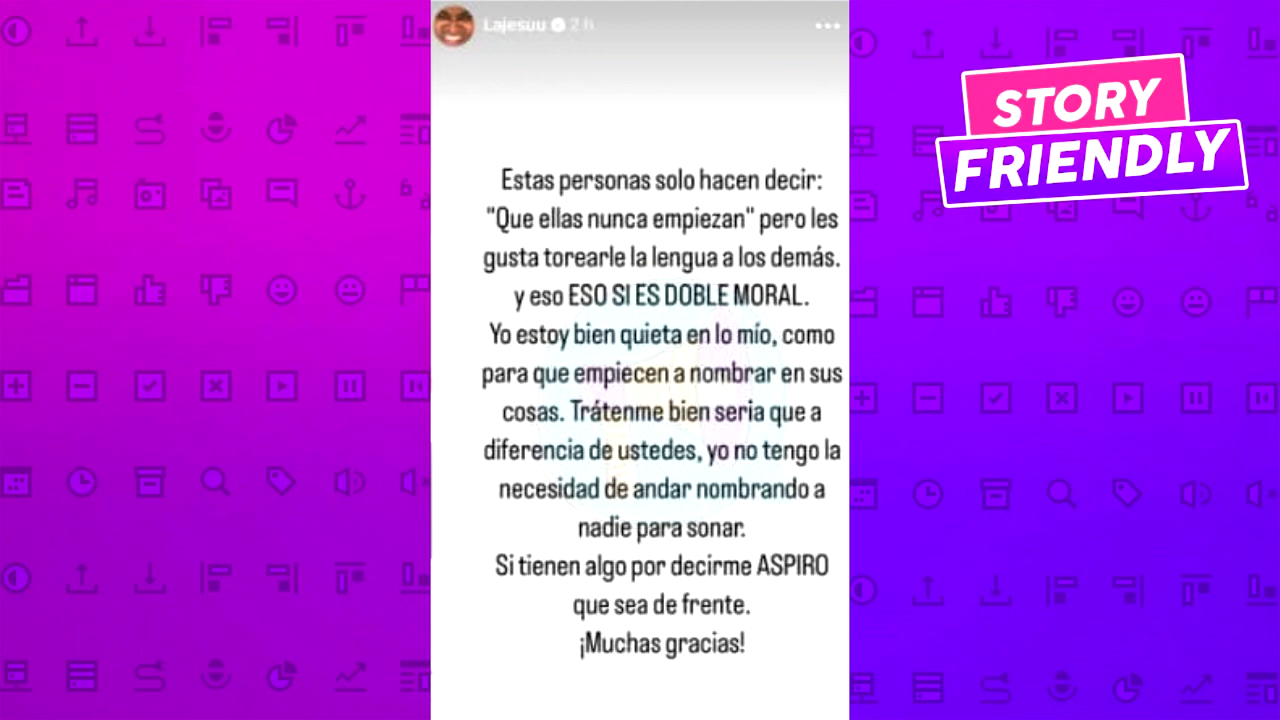 Lajesuu 2 h
STORY
FRIENDLY
Estas personas solo hacen decir:
"Que ellas nunca empiezan" pero les
gusta torearle la lengua a los demás.
y eso ESO SI ES DOBLE MORAL.
Yo estoy bien quieta en lo mío, como
para que empiecen a nombrar en sus
cosas. Trátenme bien seria que a
diferencia de ustedes, yo no tengo la
necesidad de andar nombrando a
nadie para sonar.
Si tienen algo por decirme ASPIRO
que sea de frente.
¡Muchas gracias!